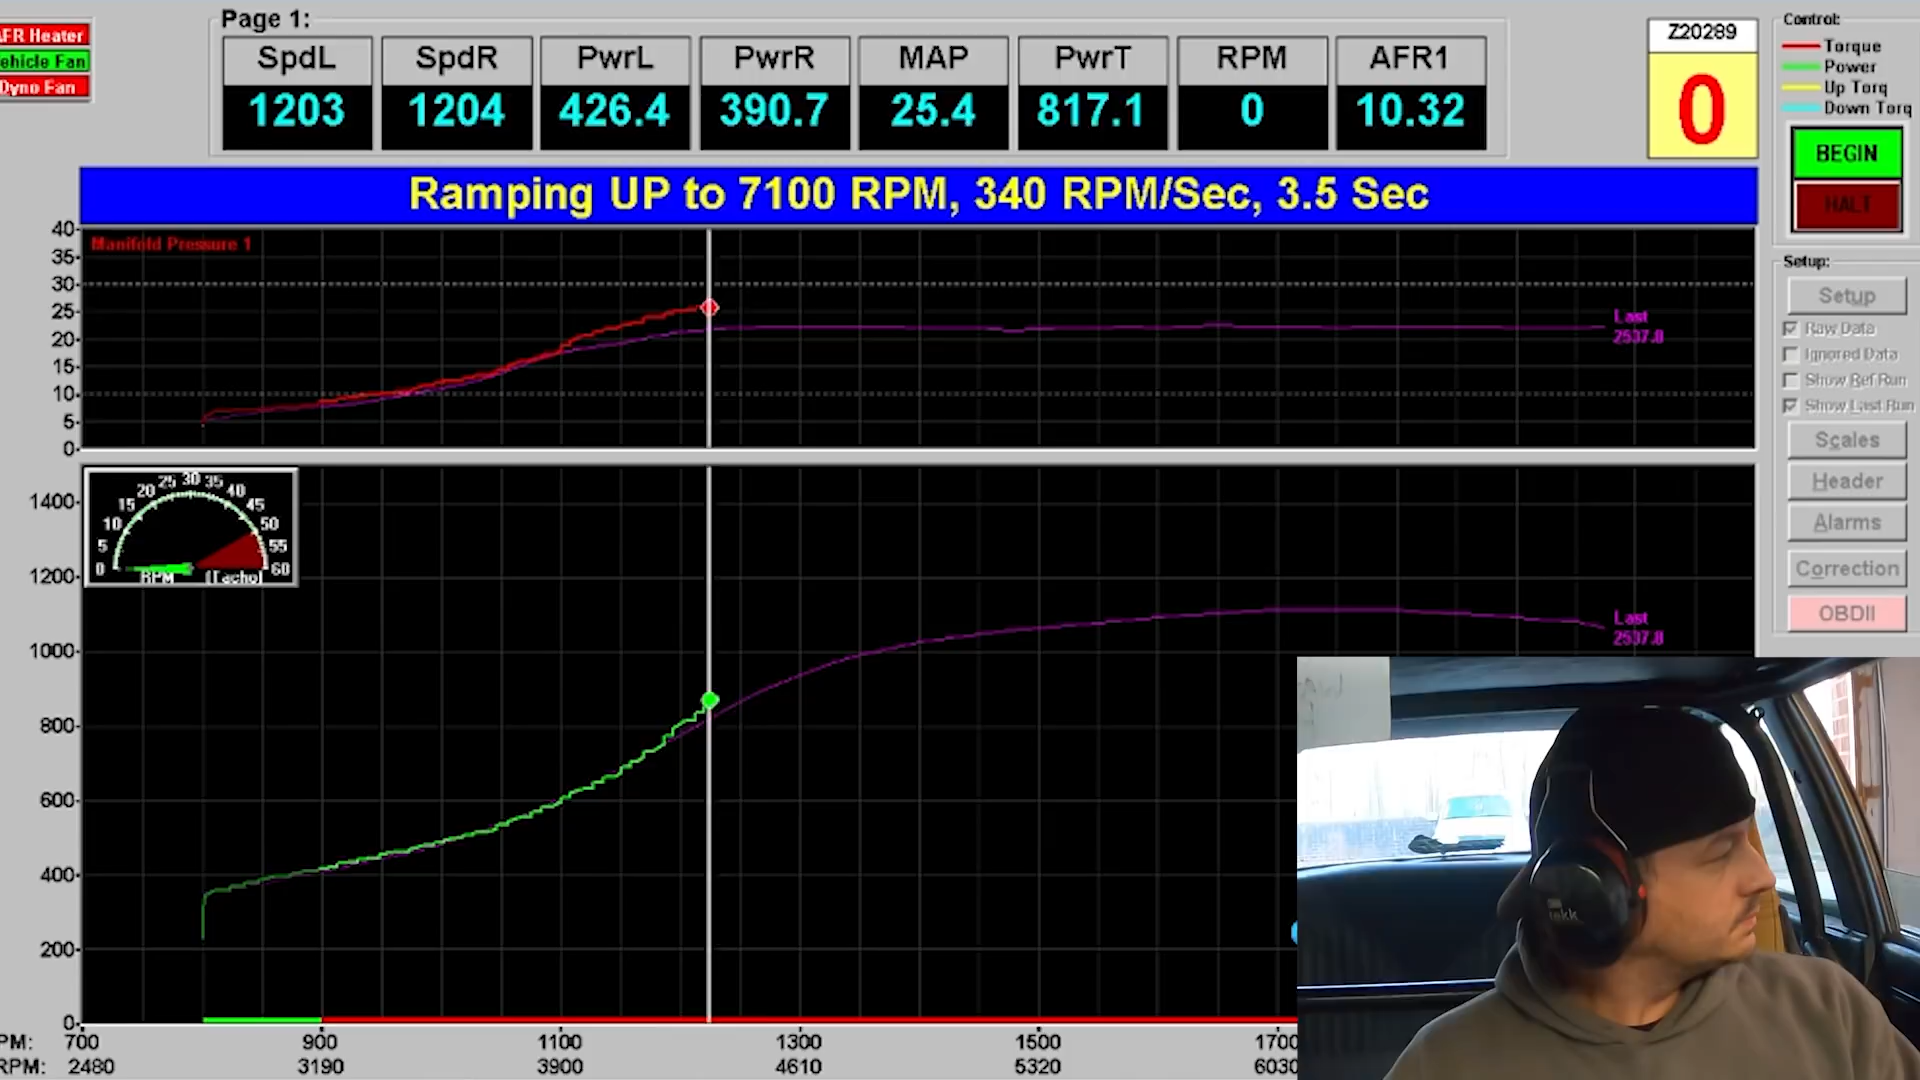 AFR Heater
Vehicle Fan
Dyno Fan
Page 1:
SpdL SpdR PwrL PwrR MAP PwrT RPM AFR1
1203 1204 426.4 390.7 25.4 817.1 0 10.32
Z20289
0
Control:
Torque
Power
Up Torq
Down Torq
BEGIN
HALT
Ramping UP to 7100 RPM, 340 RPM/Sec, 3.5 Sec
Manifold Pressure 1
40
35
30
25
20
15
10
5
0
Last
2537.8
Setup:
Setup
Raw Data
Ignored Data
Show Ref Run
Show Last Run
Scales
Header
Alarms
Correction
OBDII
0 5 10 15 20 25 30 35 40 45 50 55 60
RPM (Tacho)
1400
1200
1000
800
600
400
200
0
Last
2537.8
PM: 700 900 1100 1300 1500 1700
RPM: 2480 3190 3900 4610 5320 6030
tekk